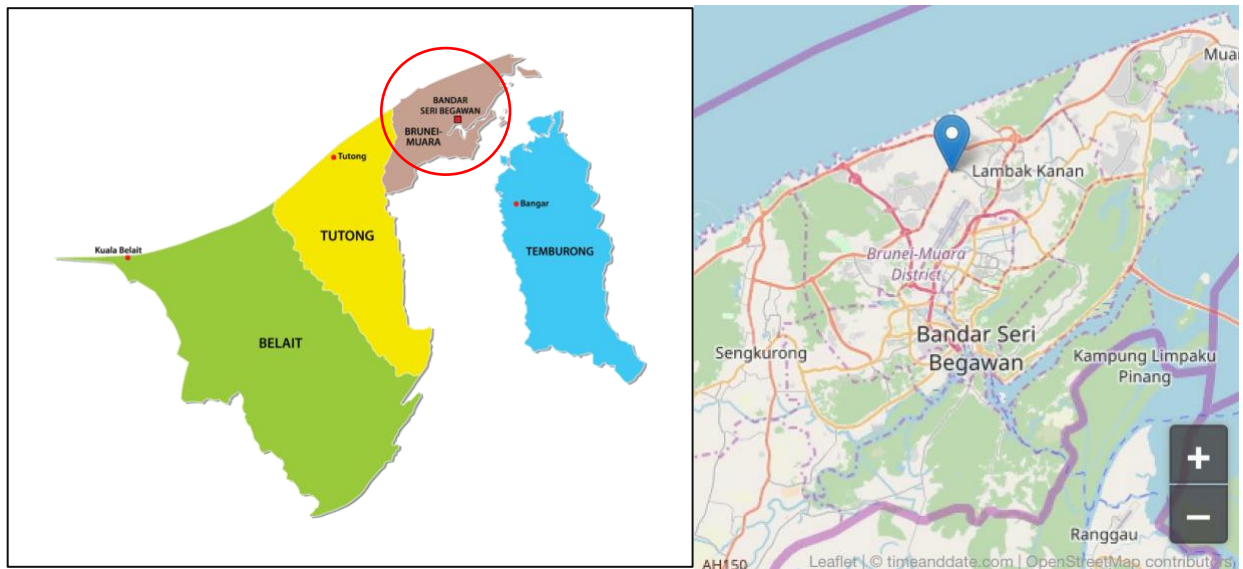 BANDAR
SERI BEGAWAN
BRUNEI-
MUARA
Tutong
Bangar
TUTONG
Kuala Belait
TEMBURONG
BELAIT
Mua
Lambak Kanan
Brunei-Muara
District
Bandar Seri
Begawan
Sengkurong
Kampung Limpaku
Pinang
+
−
Ranggau
AH150
Leaflet | © timeanddate.com | OpenStreetMap contributors